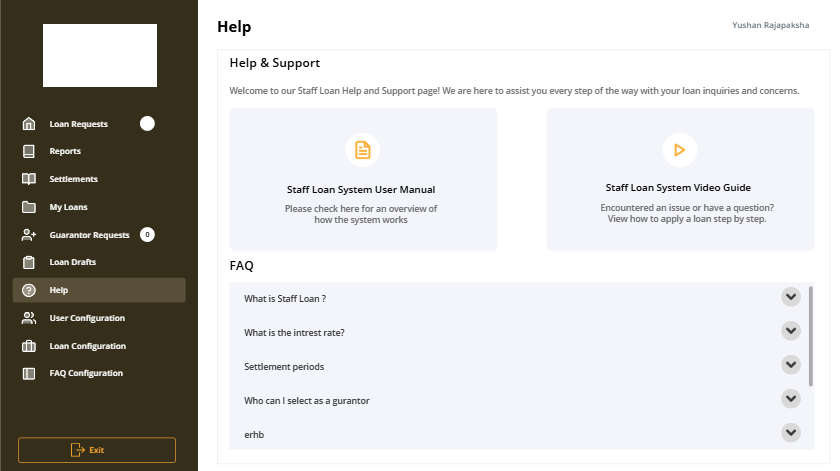 Help
Yushan Rajapaksha
Loan Requests
Reports
Settlements
My Loans
Guarantor Requests 0
Loan Drafts
Help
User Configuration
Loan Configuration
FAQ Configuration
Exit
Help & Support
Welcome to our Staff Loan Help and Support page! We are here to assist you every step of the way with your loan inquiries and concerns.
Staff Loan System User Manual
Please check here for an overview of
how the system works
Staff Loan System Video Guide
Encountered an issue or have a question?
View how to apply a loan step by step.
FAQ
What is Staff Loan ?
What is the intrest rate?
Settlement periods
Who can I select as a gurantor
erhb